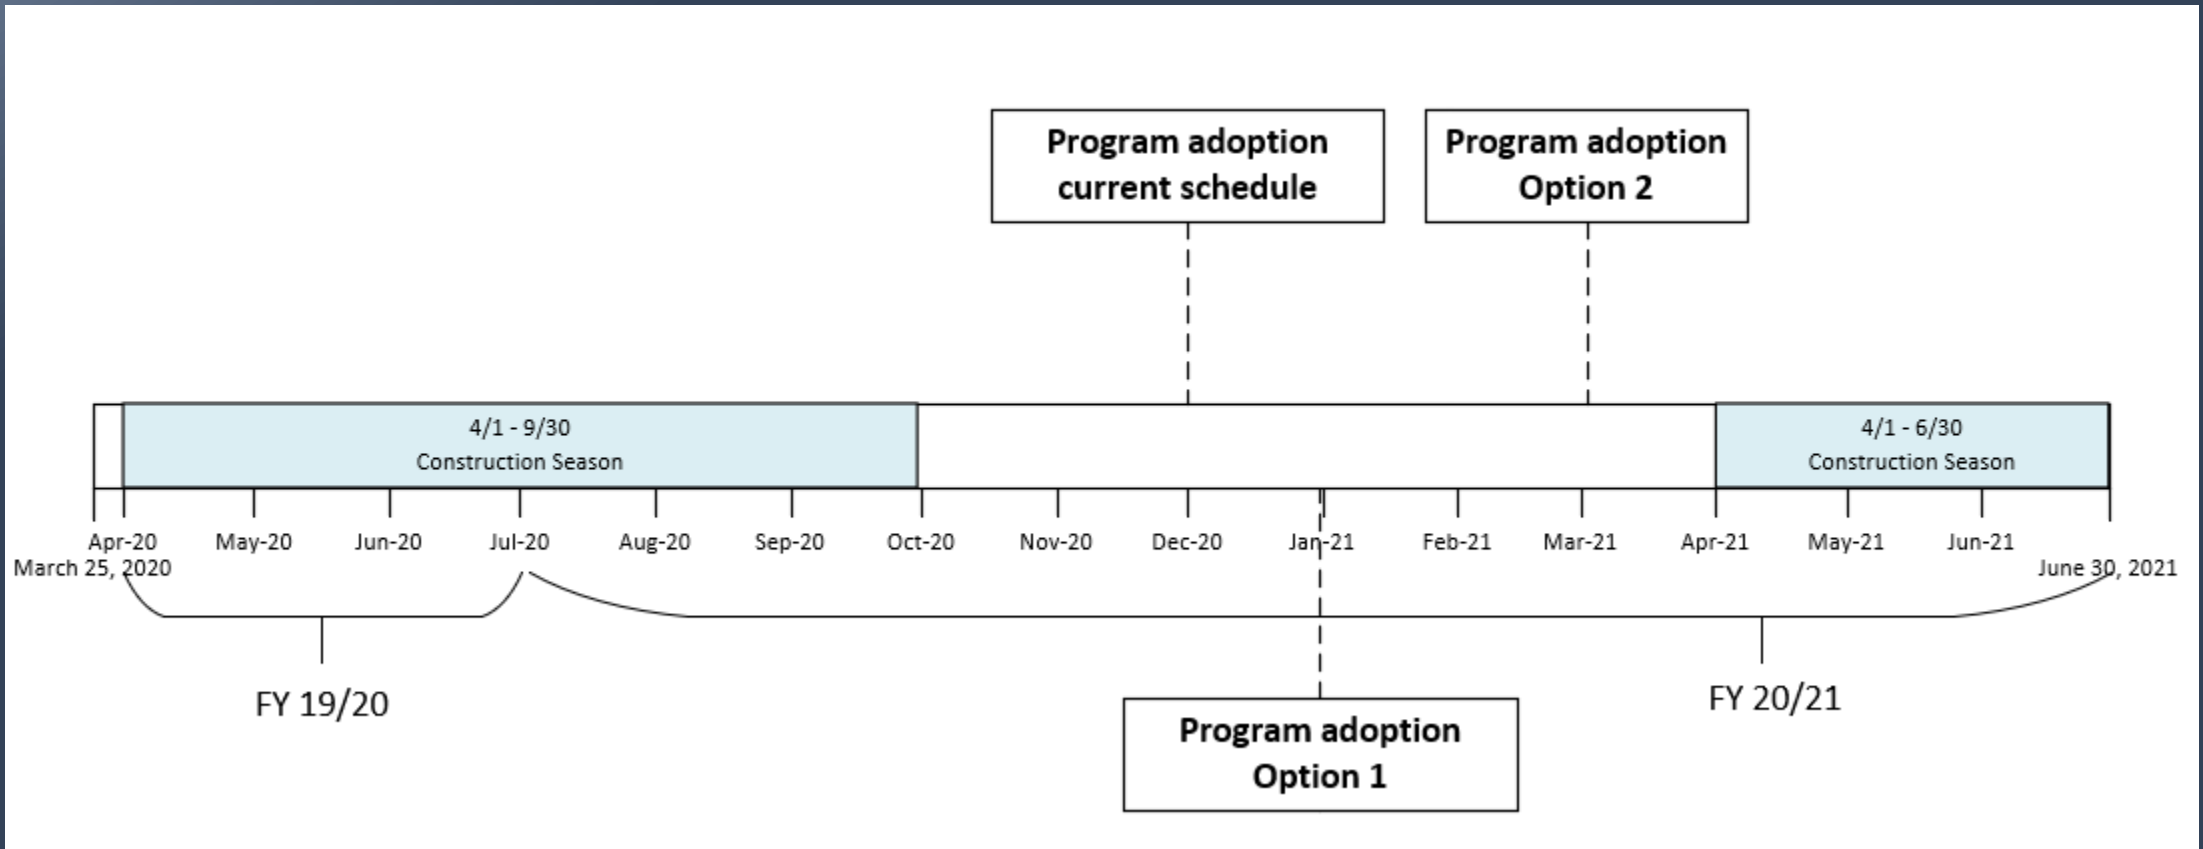 Program adoption
current schedule
Program adoption
Option 2
4/1 - 9/30
Construction Season
4/1 - 6/30
Construction Season
Apr-20 May-20 Jun-20 Jul-20 Aug-20 Sep-20 Oct-20 Nov-20 Dec-20 Jan-21 Feb-21 Mar-21 Apr-21 May-21 Jun-21
March 25, 2020 June 30, 2021
FY 19/20
FY 20/21
Program adoption
Option 1